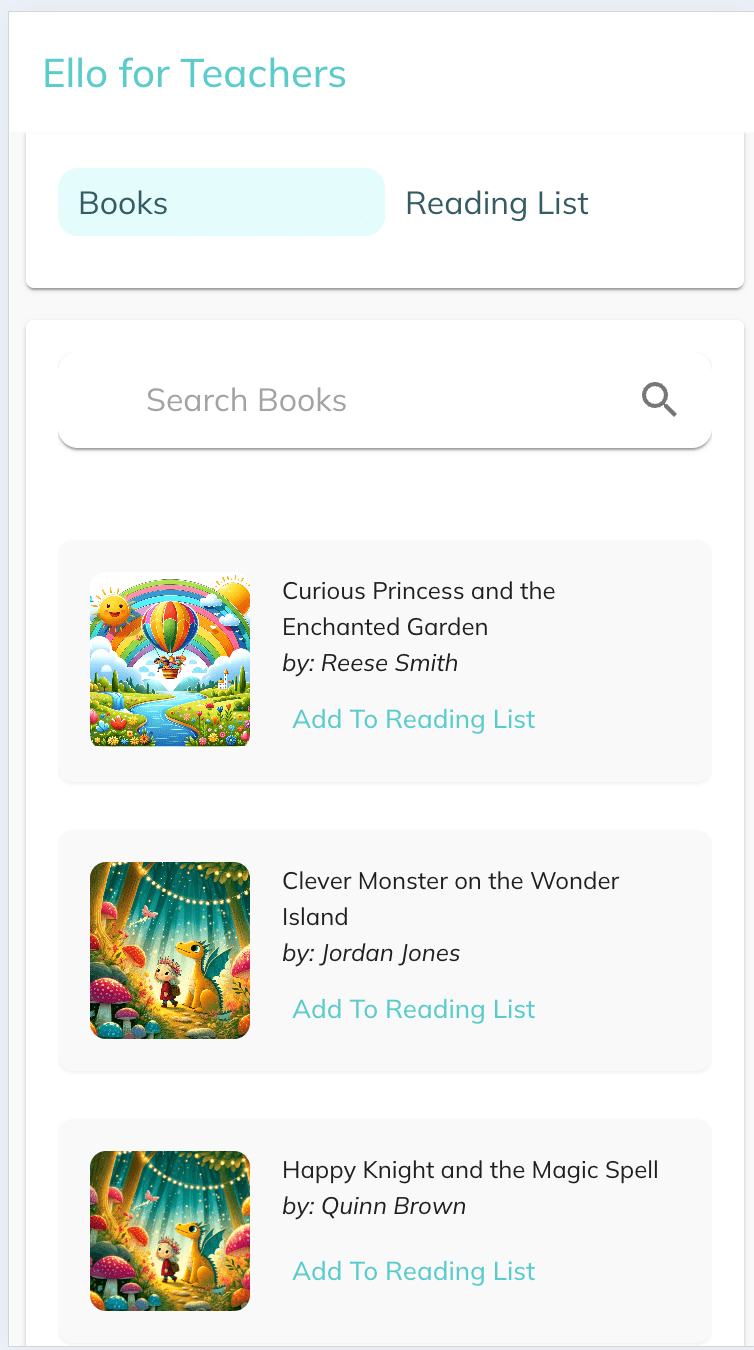 Ello for Teachers
Books
Reading List
Search Books
Curious Princess and the
Enchanted Garden
by: Reese Smith
Add To Reading List
Clever Monster on the Wonder
Island
by: Jordan Jones
Add To Reading List
Happy Knight and the Magic Spell
by: Quinn Brown
Add To Reading List